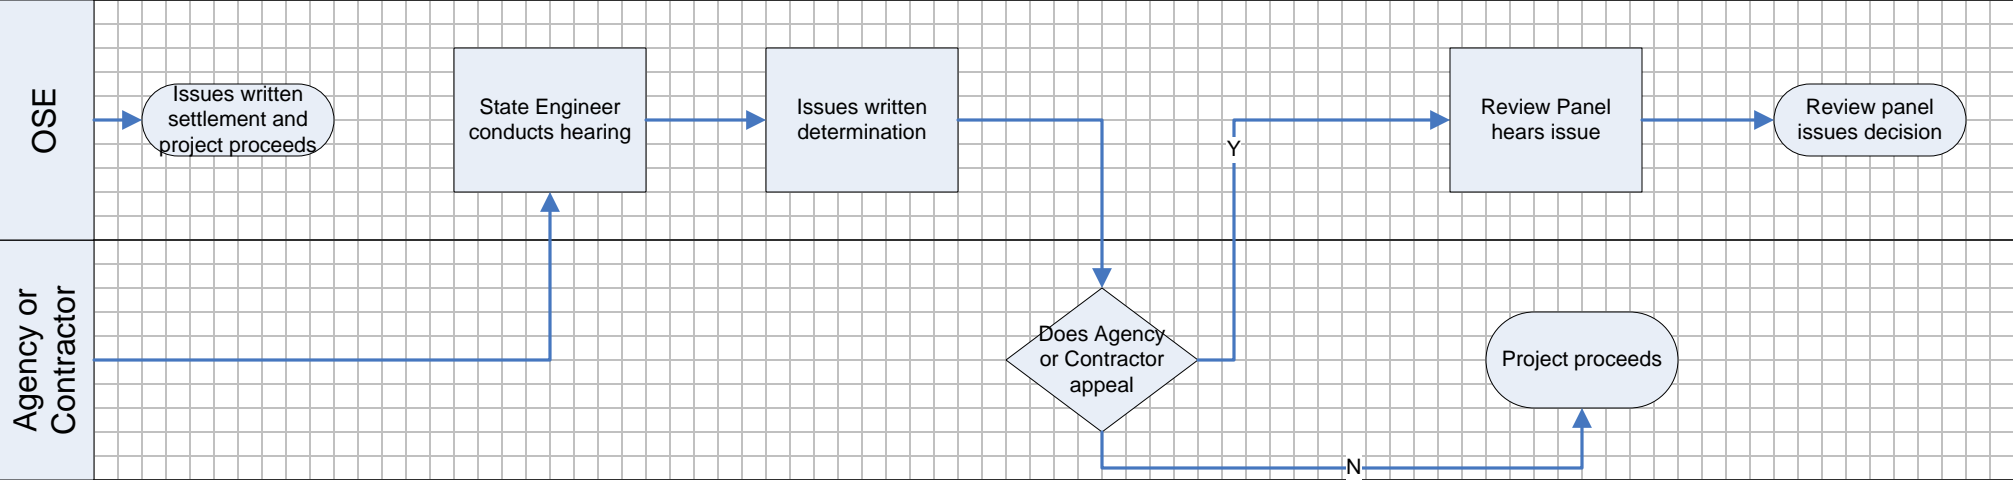 OSE
Issues written
settlement and
project proceeds
State Engineer
conducts hearing
Issues written
determination
Y
Review Panel
hears issue
Review panel
issues decision
Agency or
Contractor
Does Agency
or Contractor
appeal
Project proceeds
N